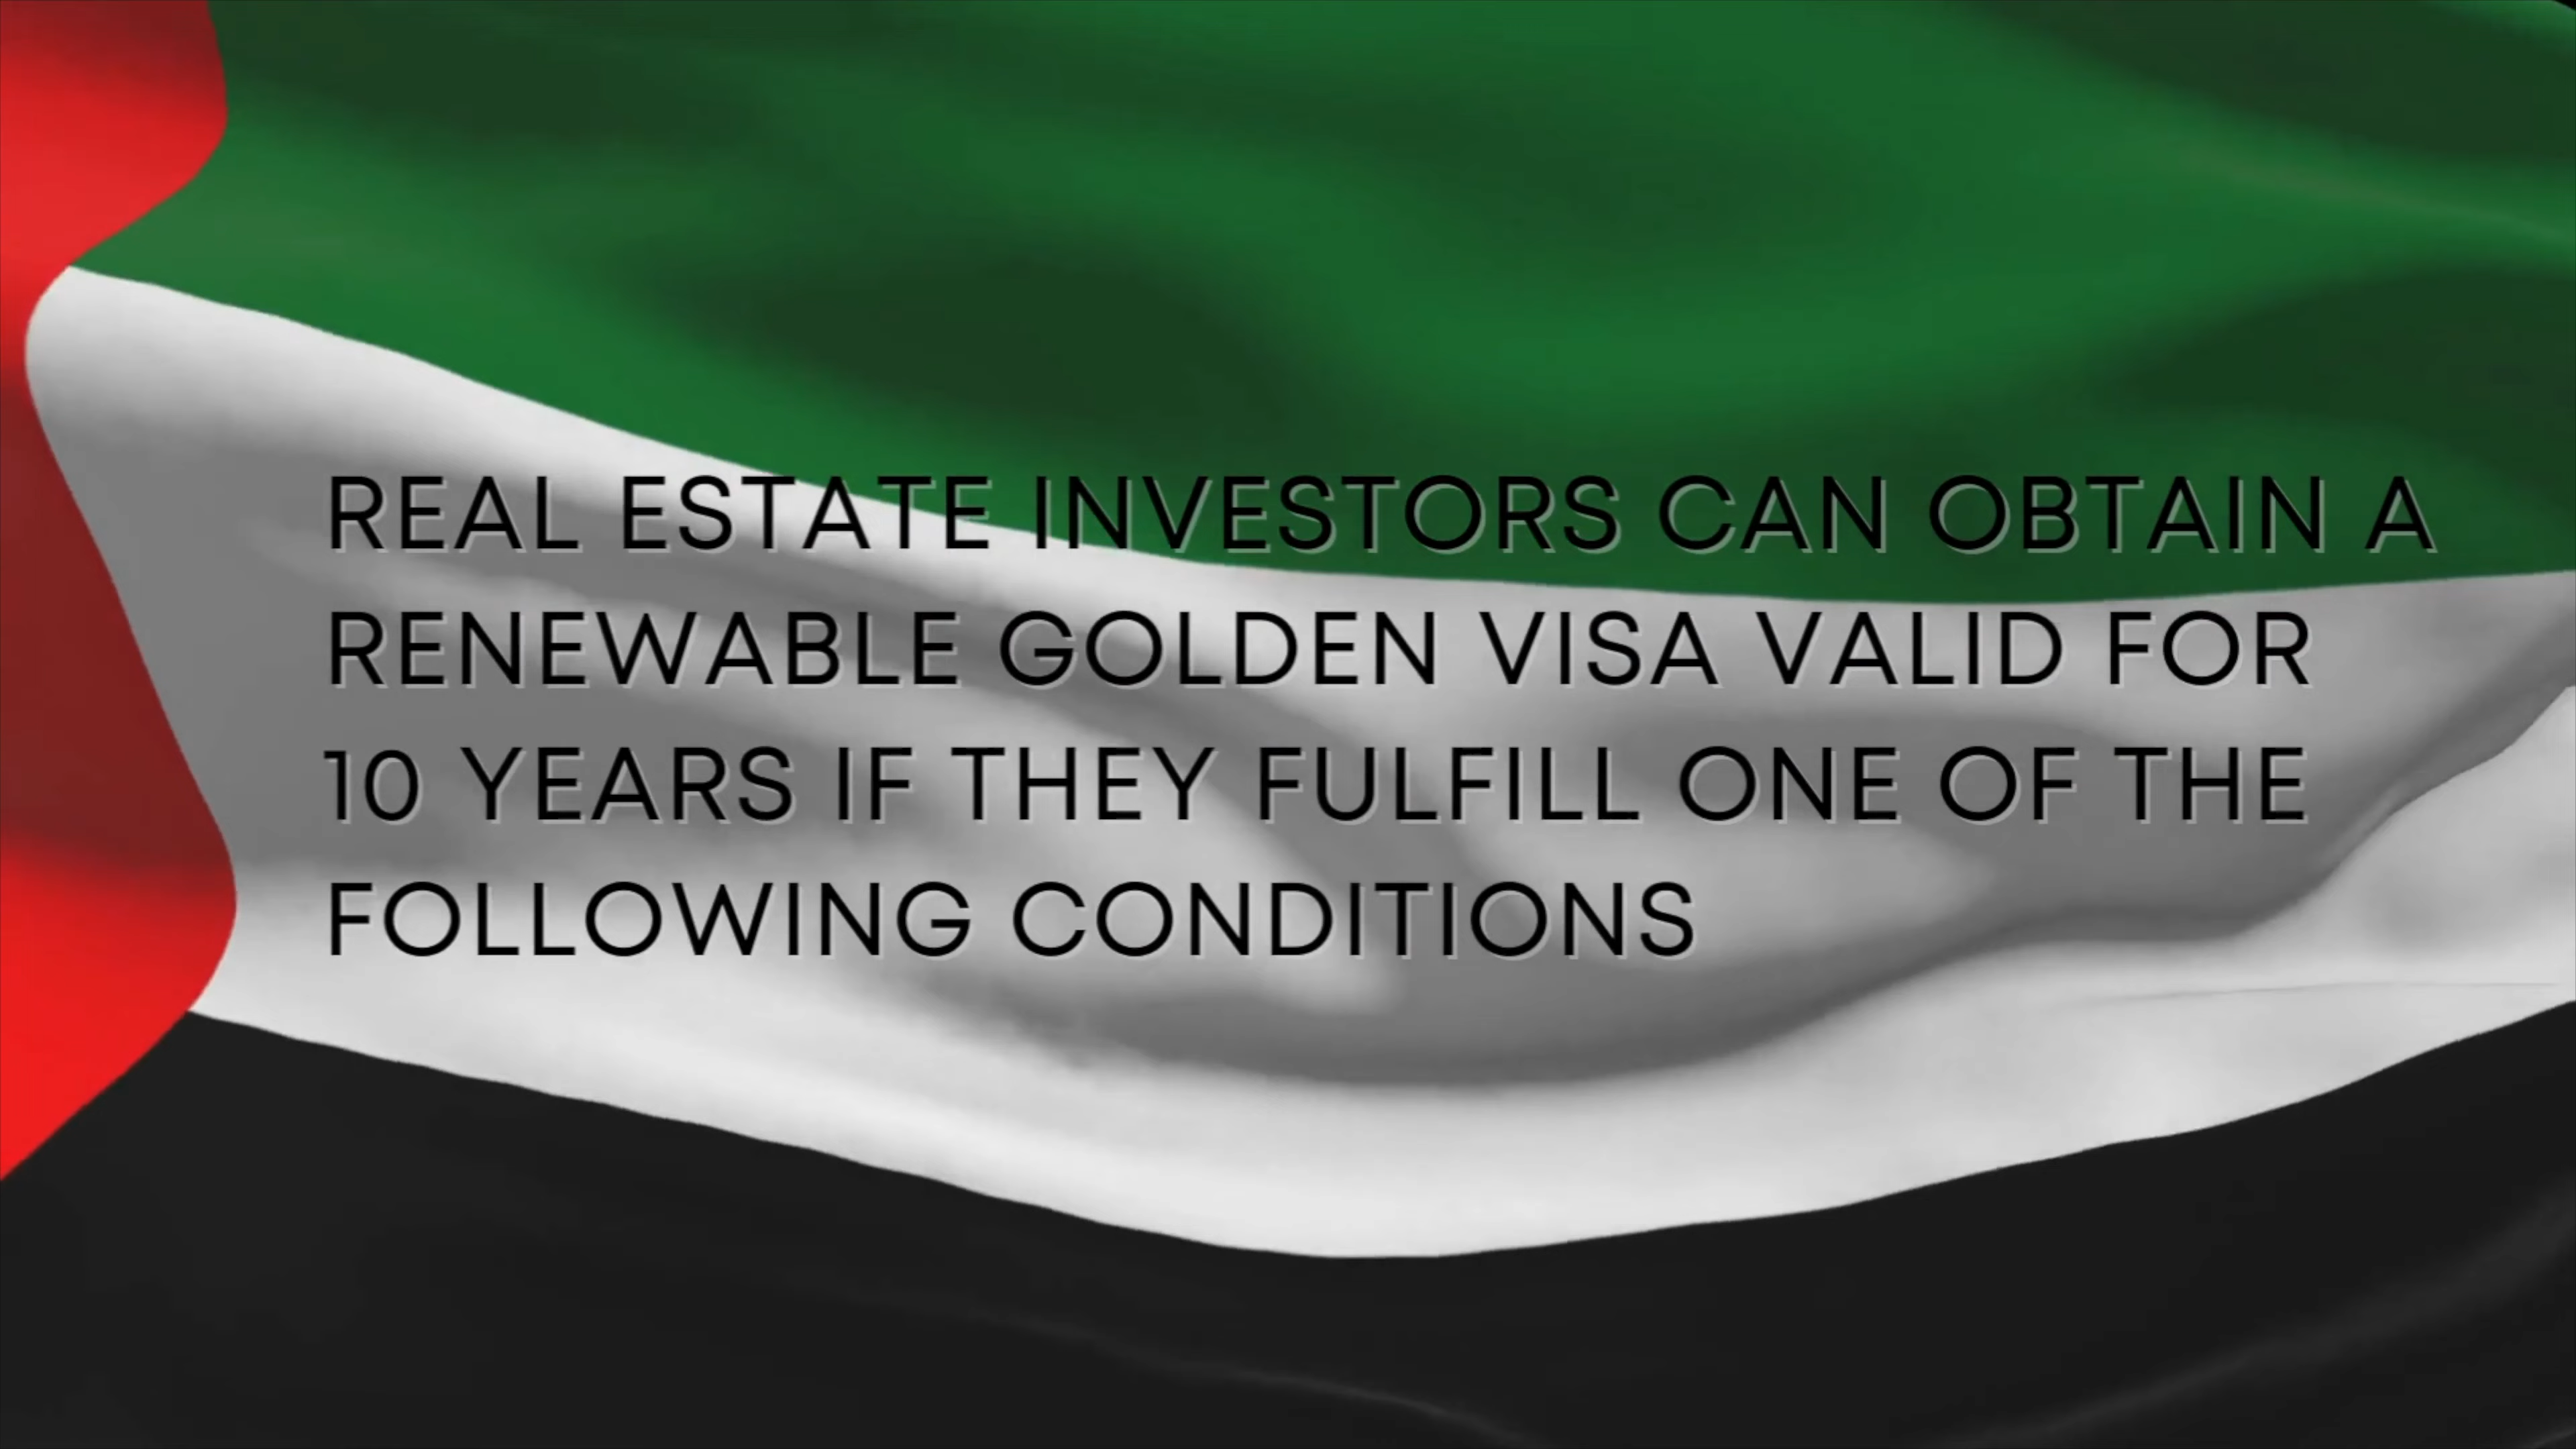 REAL ESTATE INVESTORS CAN OBTAIN A
RENEWABLE GOLDEN VISA VALID FOR
10 YEARS IF THEY FULFILL ONE OF THE
FOLLOWING CONDITIONS